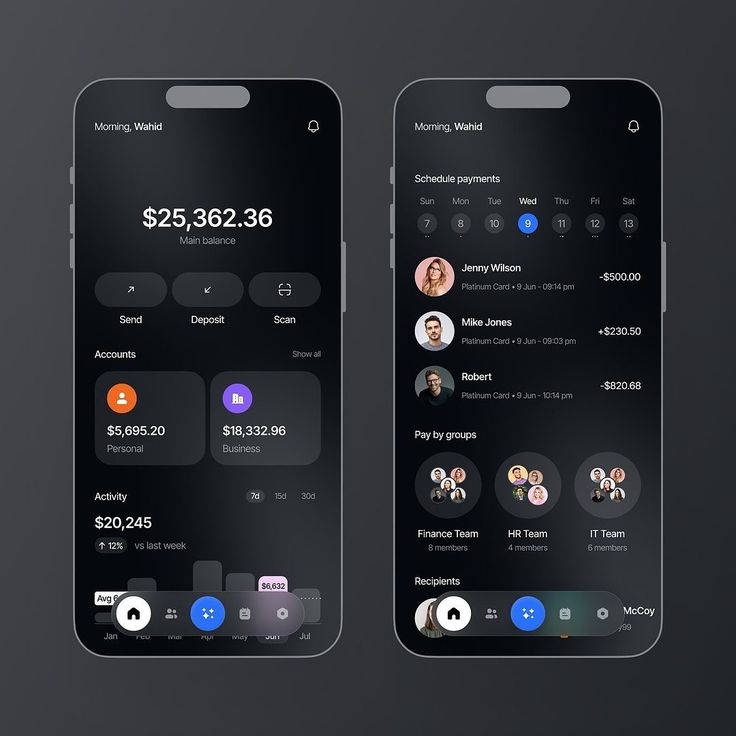 Morning, Wahid
$25,362.36
Main balance
Send Deposit Scan
Accounts Show all
$5,695.20 $18,332.96
Personal Business
Activity 7d 15d 30d
$20,245
↑ 12% vs last week
$6,632
Avg 6
Jan Feb Mar Apr May Jun Jul
Morning, Wahid
Schedule payments
Sun Mon Tue Wed Thu Fri Sat
7 8 10 9 11 12 13
Jenny Wilson
-$500.00
Platinum Card • 9 Jun - 09:14 pm
Mike Jones
+$230.50
Platinum Card • 9 Jun - 09:03 pm
Robert
-$820.68
Platinum Card • 9 Jun - 10:14 pm
Pay by groups
Finance Team HR Team IT Team
8 members 4 members 6 members
Recipients
McCoy